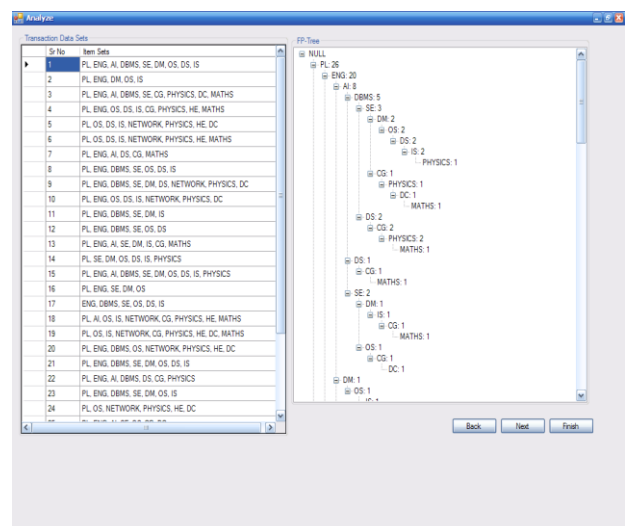 Analyze
Transaction Data Sets
Sr No Item Sets
1 PL, ENG, AI, DBMS, SE, DM, OS, DS, IS
2 PL, ENG, DM, OS, IS
3 PL, ENG, AI, DBMS, SE, CG, PHYSICS, DC, MATHS
4 PL, ENG, OS, DS, IS, CG, PHYSICS, HE, MATHS
5 PL, OS, DS, IS, NETWORK, PHYSICS, HE, DC
6 PL, OS, DS, IS, NETWORK, PHYSICS, HE, MATHS
7 PL, ENG, AI, DS, CG, MATHS
8 PL, ENG, DBMS, SE, OS, DS, IS
9 PL, ENG, DBMS, SE, DM, DS, NETWORK, PHYSICS, DC
10 PL, ENG, OS, DS, IS, NETWORK, PHYSICS, DC
11 PL, ENG, DBMS, SE, DM, IS
12 PL, ENG, DBMS, SE, OS, DS
13 PL, ENG, AI, SE, DM, IS, CG, MATHS
14 PL, SE, DM, OS, DS, IS, PHYSICS
15 PL, ENG, AI, DBMS, SE, DM, OS, DS, IS, PHYSICS
16 PL, ENG, SE, DM, OS
17 ENG, DBMS, SE, OS, DS, IS
18 PL, AI, OS, IS, NETWORK, CG, PHYSICS, HE, MATHS
19 PL, OS, IS, NETWORK, CG, PHYSICS, HE, DC, MATHS
20 PL, ENG, DBMS, OS, NETWORK, PHYSICS, HE, DC
21 PL, ENG, DBMS, SE, DM, OS, DS, IS
22 PL, ENG, AI, DBMS, DS, CG, PHYSICS
23 PL, ENG, DBMS, SE, DM, OS, IS
24 PL, OS, NETWORK, PHYSICS, HE, DC
FP-Tree
NULL
PL: 26
ENG: 20
AI: 8
DBMS: 5
SE: 3
DM: 2
OS: 2
DS: 2
IS: 2
PHYSICS: 1
CG: 1
PHYSICS: 1
DC: 1
MATHS: 1
DS: 2
CG: 2
PHYSICS: 2
MATHS: 1
DS: 1
CG: 1
MATHS: 1
SE: 2
DM: 1
IS: 1
CG: 1
MATHS: 1
OS: 1
CG: 1
DC: 1
DM: 1
OS: 1
Back Next Finish